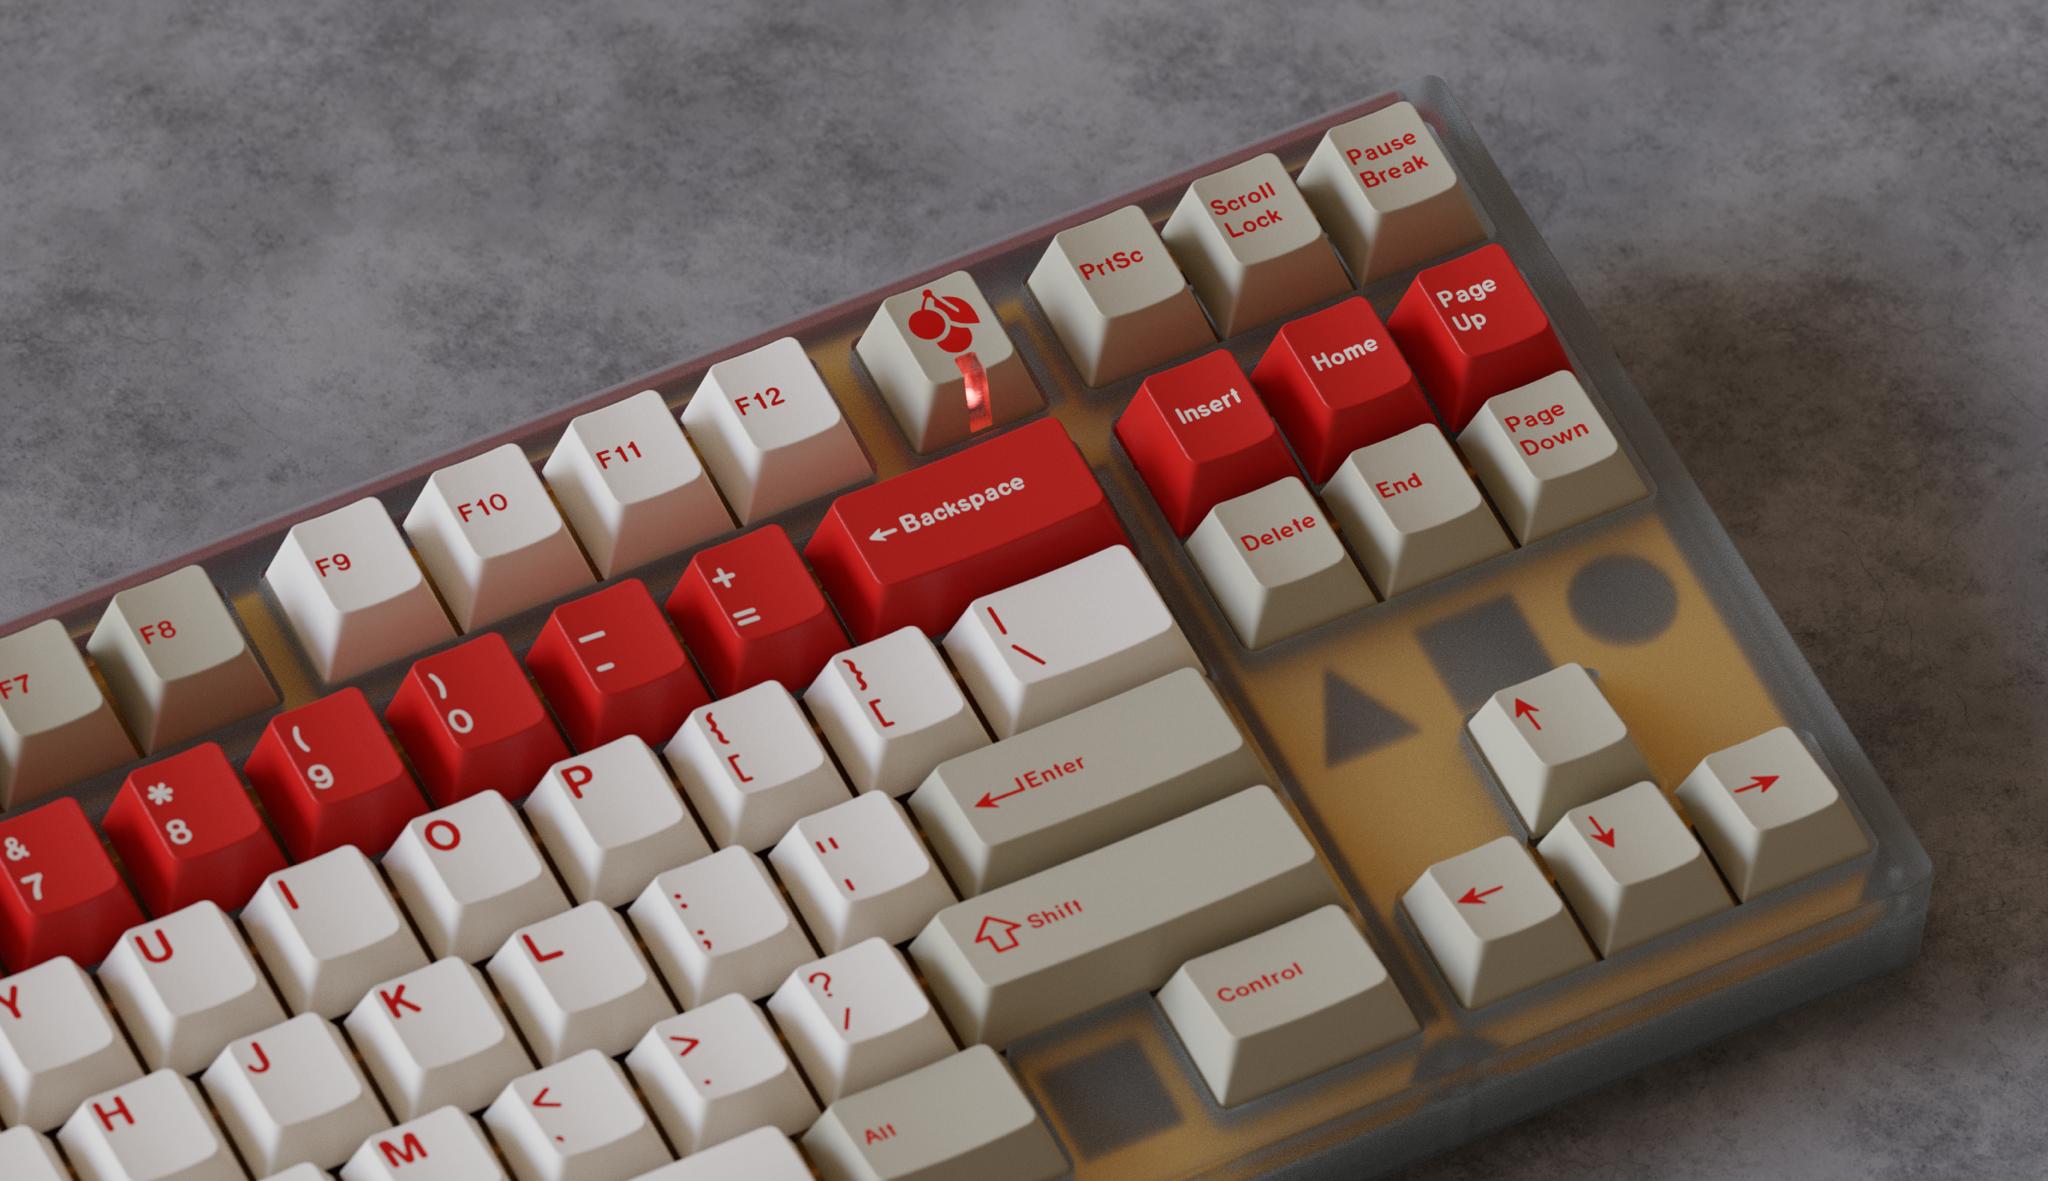 Pause
Break
Scroll
Lock
PrtSc
F12
F11
F10
F9
F8
F7
Page
Up
Home
Insert
← Backspace
+
=
_
-
)
0
(
9
*
8
&
7
Page
Down
End
Delete
|
\
}
[
{
[
P
O
I
U
Y
↵ Enter
"
'
:
;
L
K
J
H
⇧ Shift
?
/
>
.
<
,
M
↑
→
↓
←
Control
Alt